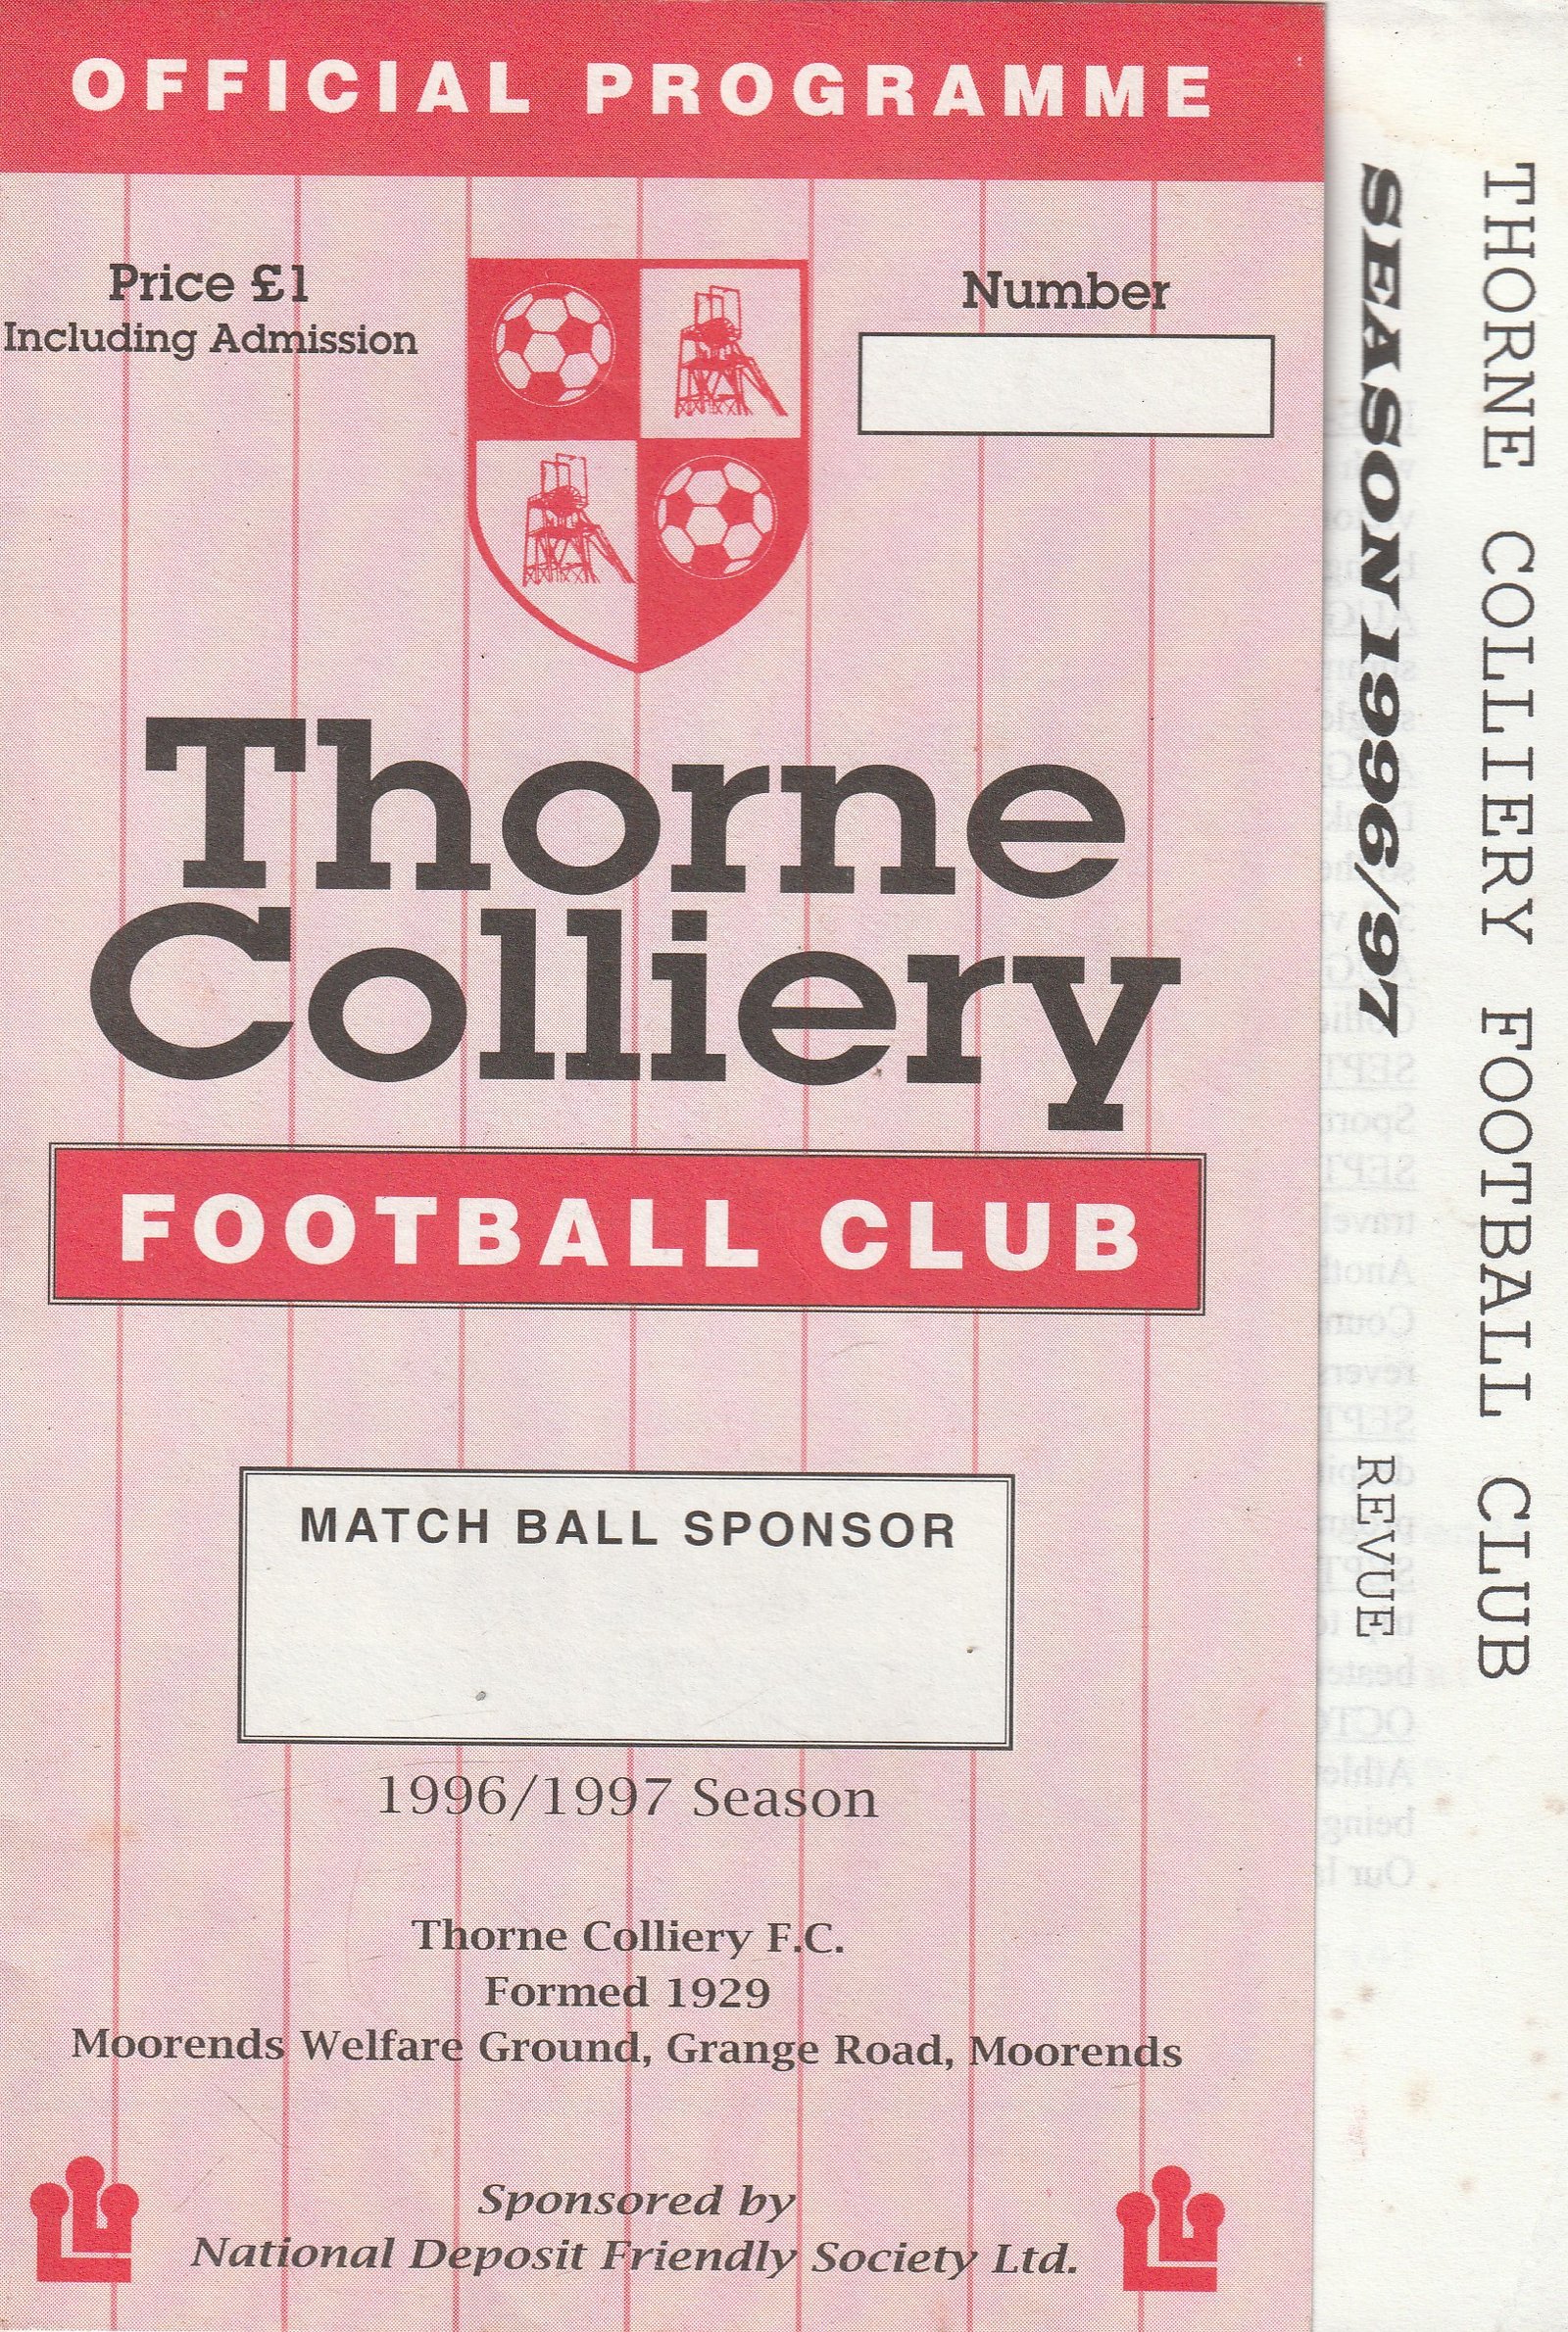 OFFICIAL PROGRAMME
Price £1
Including Admission
Number
Thorne
Colliery
FOOTBALL CLUB
MATCH BALL SPONSOR
1996/1997 Season
Thorne Colliery F.C.
Formed 1929
Moorends Welfare Ground, Grange Road, Moorends
Sponsored by
National Deposit Friendly Society Ltd.
THORNE COLLIERY FOOTBALL CLUB
SEASON 1996/97 REVUE